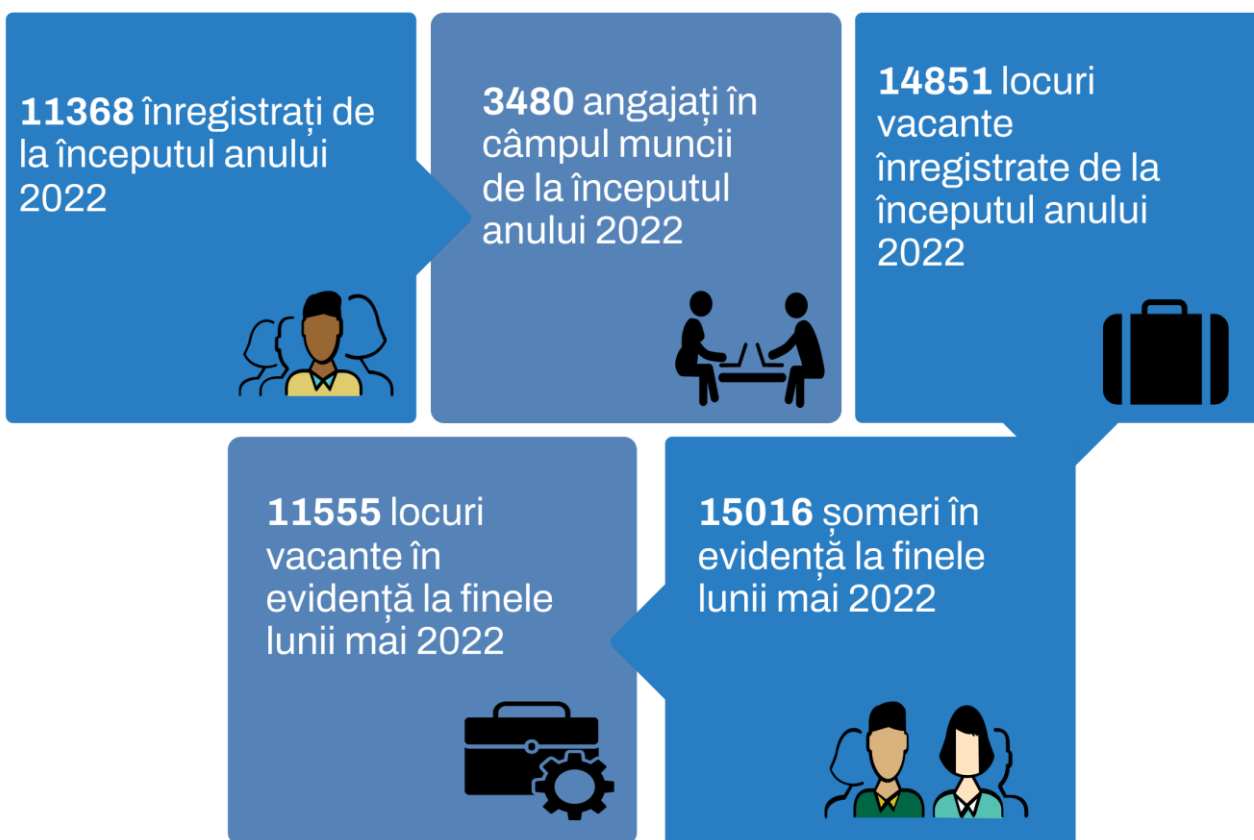 11368 înregistrați de
la începutul anului
2022
3480 angajați în
câmpul muncii
de la începutul
anului 2022
14851 locuri
vacante
înregistrate de la
începutul anului
2022
11555 locuri
vacante în
evidență la finele
lunii mai 2022
15016 șomeri în
evidență la finele
lunii mai 2022